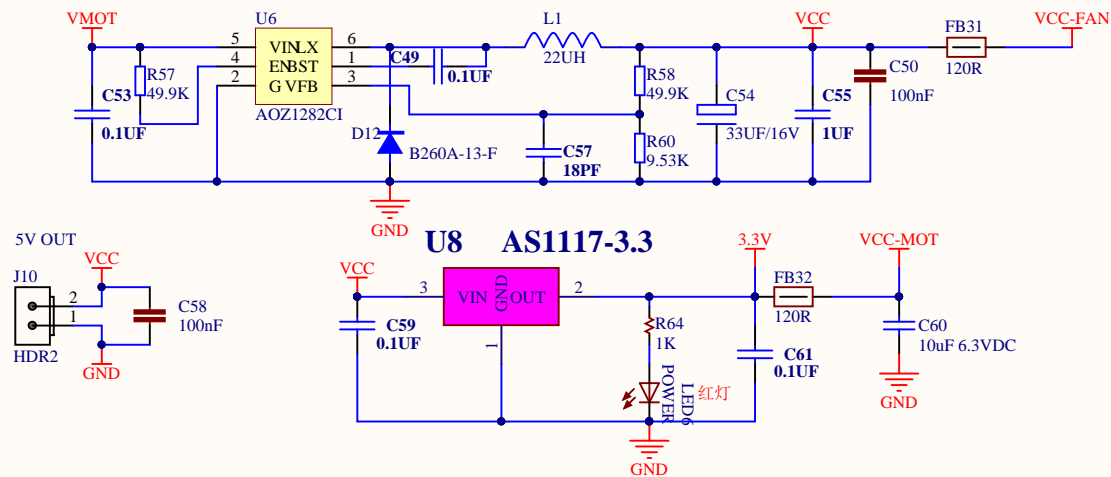 VMOT
U6
L1
VCC
FB31
VCC-FAN
5
VIN
LX
6
4
EN
BST
1
2
G
VFB
3
AOZ1282CI
R57
49.9K
C53
0.1UF
C49
0.1UF
22UH
120R
R58
49.9K
C54
33UF/16V
C55
1UF
C50
100nF
D12
B260A-13-F
C57
18PF
R60
9.53K
GND
5V OUT
VCC
J10
2
1
HDR2
C58
100nF
GND
U8 AS1117-3.3
VCC
3
VIN
GND
OUT
2
1
C59
0.1UF
R64
1K
POWER
LED6
红灯
GND
3.3V
FB32
120R
C61
0.1UF
VCC-MOT
C60
10uF 6.3VDC
GND